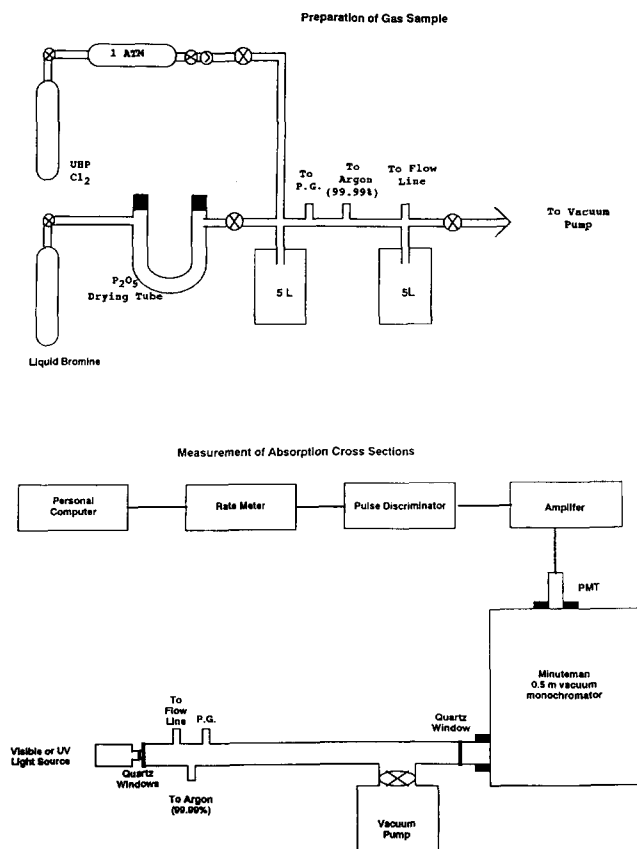 Preparation of Gas Sample
1 ATM
UHP
Cl2
To
P.G.
To
Argon
(99.99%)
To Flow
Line
To Vacuum
Pump
P2O5
Drying Tube
5 L
5L
Liquid Bromine
Measurement of Absorption Cross Sections
Personal
Computer
Rate Meter
Pulse Discriminator
Amplifer
PMT
Minuteman
0.5 m vacuum
monochromator
To
Flow
Line
P.G.
Quartz
Window
Visible or UV
Light Source
Quartz
Windows
To Argon
(99.99%)
Vacuum
Pump